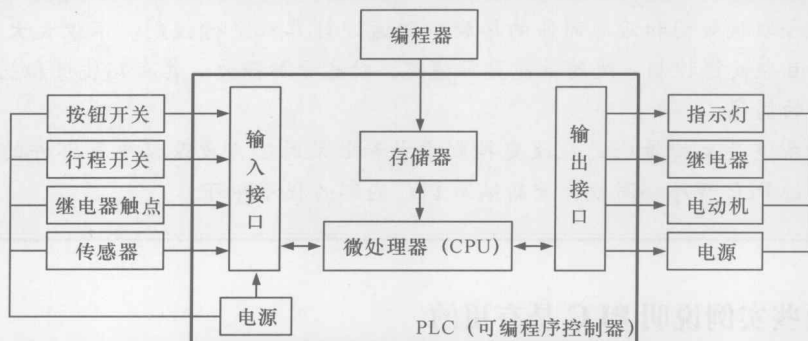 编程器
按钮开关
行程开关
继电器触点
传感器
输入接口
存储器
微处理器（CPU）
输出接口
指示灯
继电器
电动机
电源
电源
PLC（可编程序控制器）